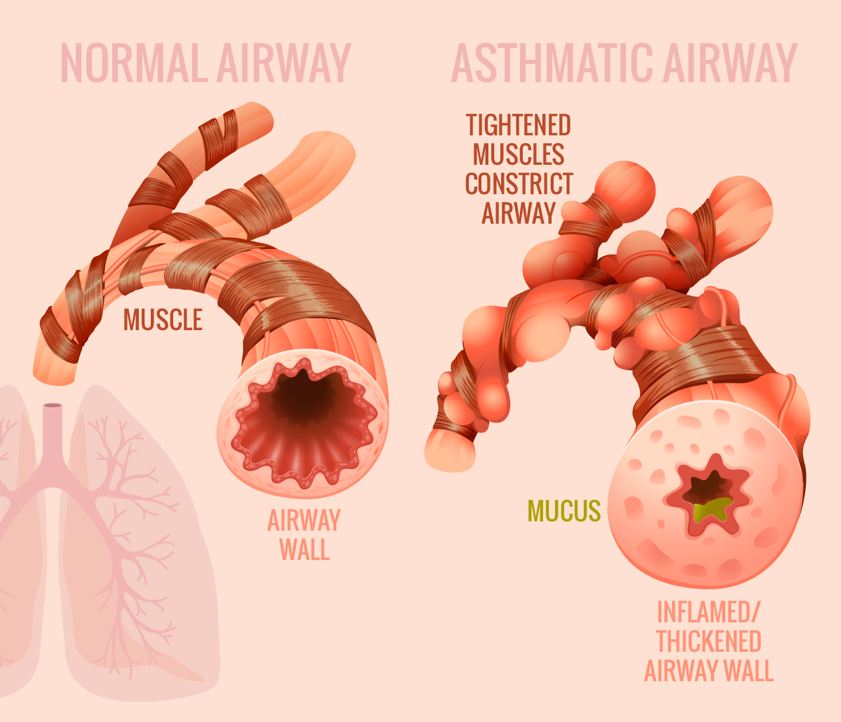 NORMAL AIRWAY
ASTHMATIC AIRWAY
TIGHTENED
MUSCLES
CONSTRICT
AIRWAY
MUSCLE
MUCUS
AIRWAY
WALL
INFLAMED/
THICKENED
AIRWAY WALL